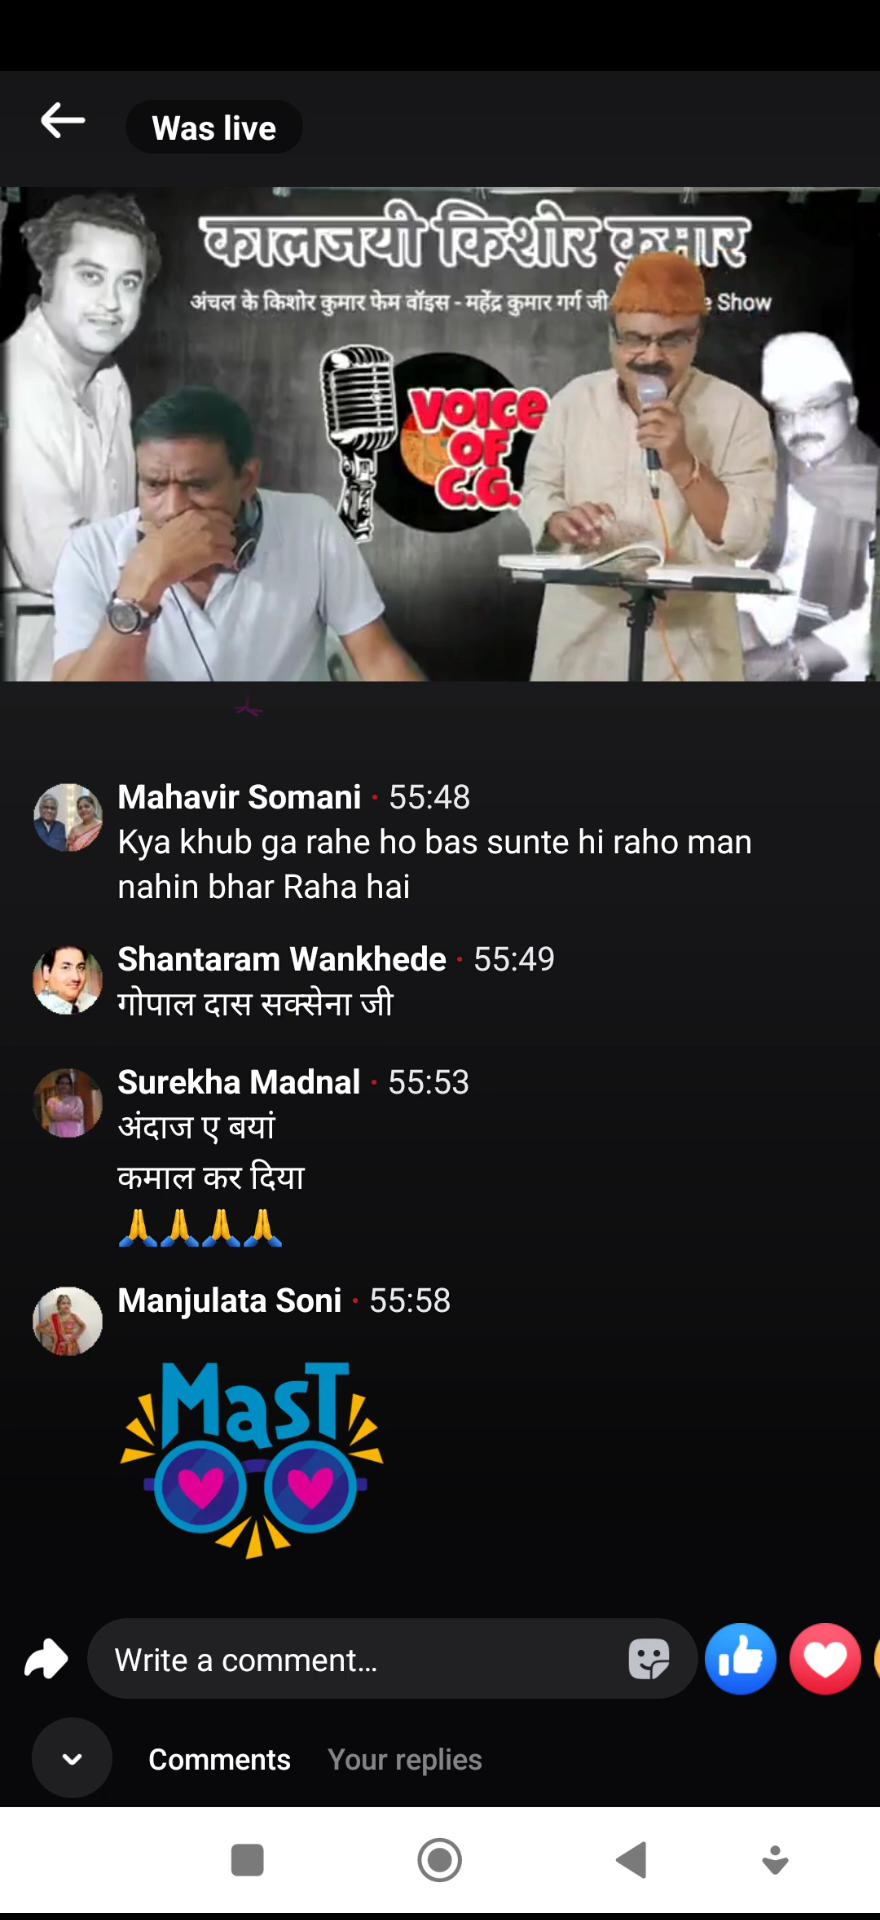 Was live
कालजयी किशोर कुमार
अंचल के किशोर कुमार फेम वॉइस - महेंद्र कुमार गर्ग जी Show
VOICE
OF
C.G.
Mahavir Somani · 55:48
Kya khub ga rahe ho bas sunte hi raho man
nahin bhar Raha hai
Shantaram Wankhede · 55:49
गोपाल दास सक्सेना जी
Surekha Madnal · 55:53
अंदाज ए बयां
कमाल कर दिया
🙏🙏🙏🙏
Manjulata Soni · 55:58
MasT
Write a comment...
Comments Your replies